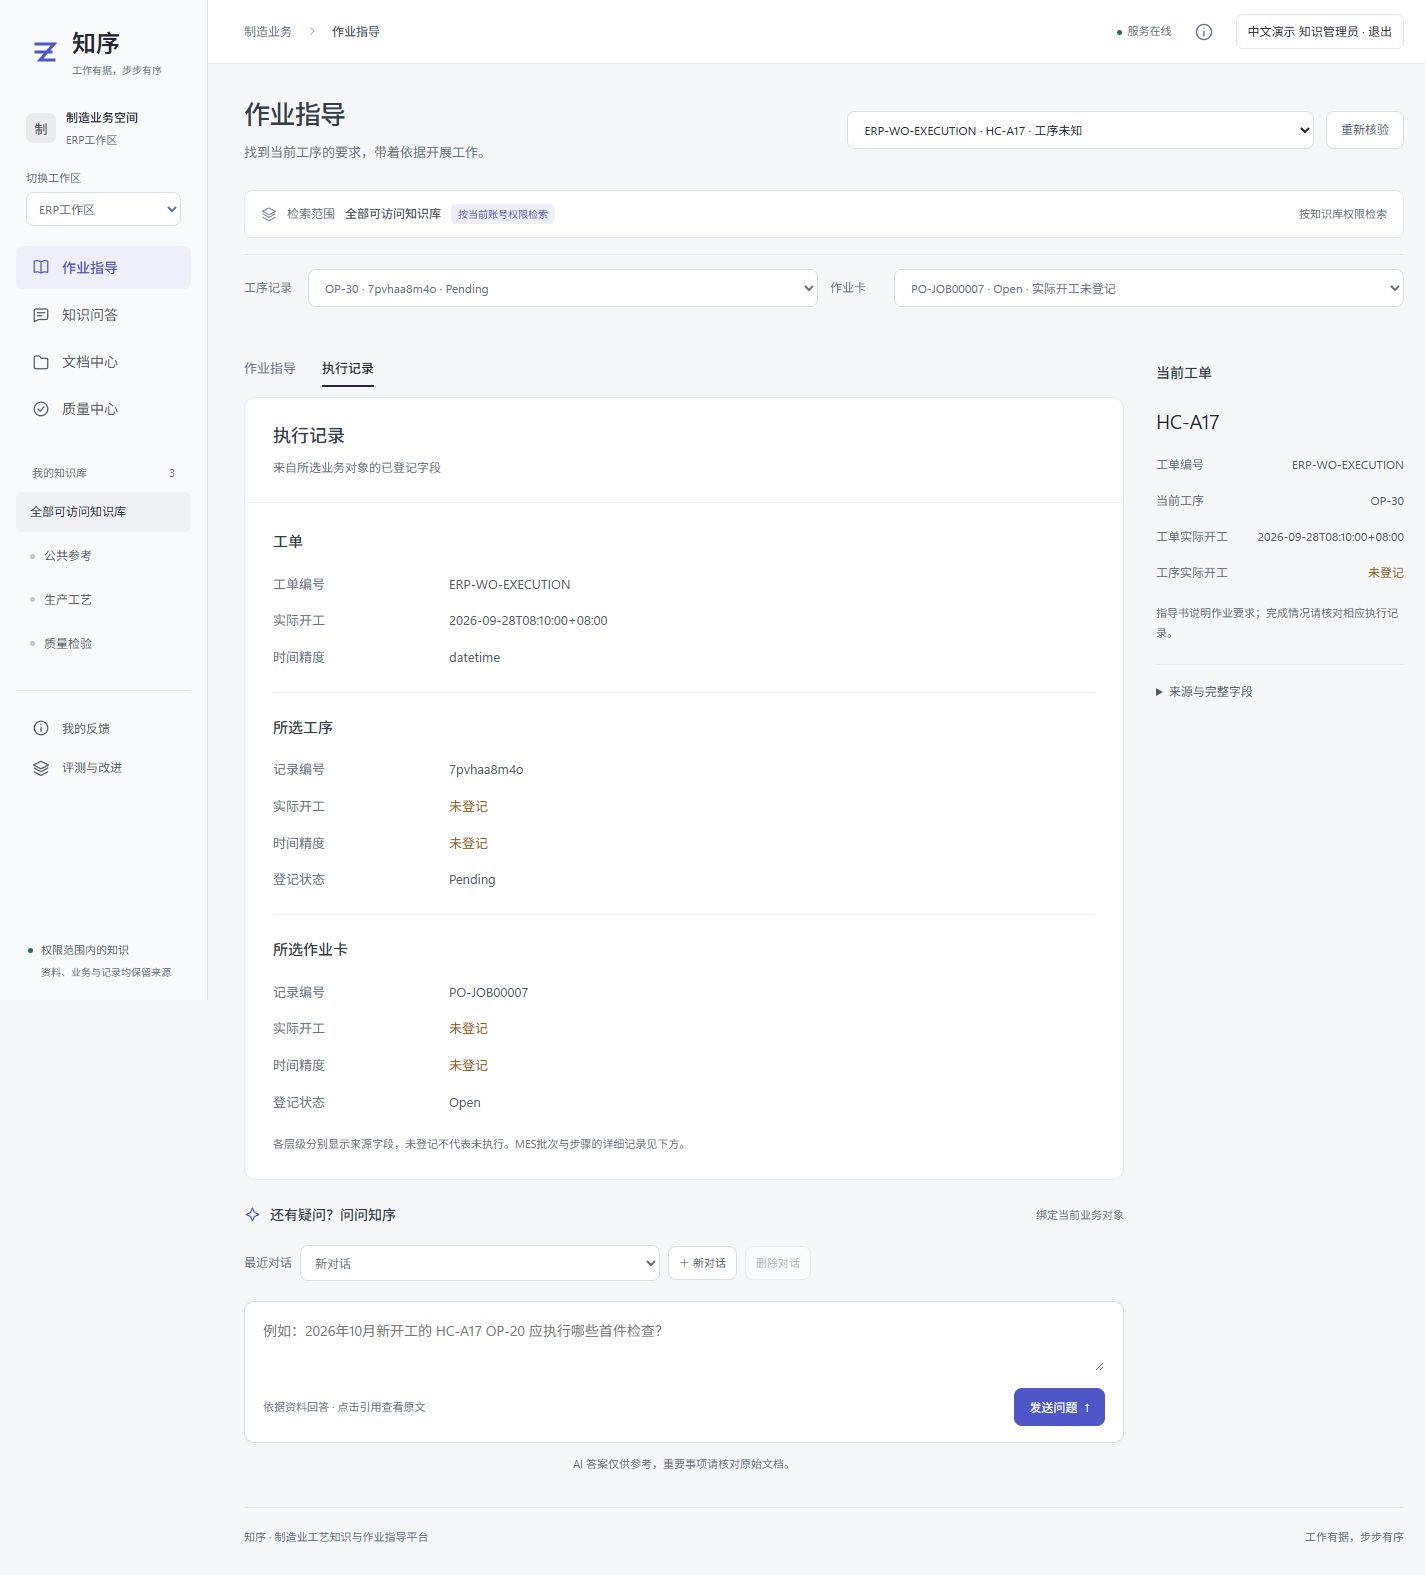 知序
工作有据，步步有序
制
制造业务空间
ERP工作区
切换工作区
ERP工作区
作业指导
知识问答
文档中心
质量中心
我的知识库 3
全部可访问知识库
公共参考
生产工艺
质量检验
我的反馈
评测与改进
权限范围内的知识
资料、业务与记录均保留来源
制造业务 > 作业指导
服务在线
中文演示 知识管理员 · 退出
作业指导
找到当前工序的要求，带着依据开展工作。
ERP-WO-EXECUTION · HC-A17 · 工序未知
重新核验
检索范围 全部可访问知识库 按当前账号权限检索 按知识库权限检索
工序记录 OP-30 · 7pvhaa8m4o · Pending 作业卡 PO-JOB00007 · Open · 实际开工未登记
作业指导 执行记录
执行记录
来自所选业务对象的已登记字段
工单
工单编号 ERP-WO-EXECUTION
实际开工 2026-09-28T08:10:00+08:00
时间精度 datetime
所选工序
记录编号 7pvhaa8m4o
实际开工 未登记
时间精度 未登记
登记状态 Pending
所选作业卡
记录编号 PO-JOB00007
实际开工 未登记
时间精度 未登记
登记状态 Open
各层级分别显示来源字段，未登记不代表未执行。MES批次与步骤的详细记录见下方。
当前工单
HC-A17
工单编号 ERP-WO-EXECUTION
当前工序 OP-30
工单实际开工 2026-09-28T08:10:00+08:00
工序实际开工 未登记
指导书说明作业要求；完成情况请核对相应执行记
录。
▶ 来源与完整字段
还有疑问？问问知序 绑定当前业务对象
最近对话 新对话 ＋ 新对话 删除对话
例如：2026年10月新开工的 HC-A17 OP-20 应执行哪些首件检查？
依据资料回答 · 点击引用查看原文 发送问题 ↑
AI 答案仅供参考，重要事项请核对原始文档。
知序 · 制造业工艺知识与作业指导平台 工作有据，步步有序